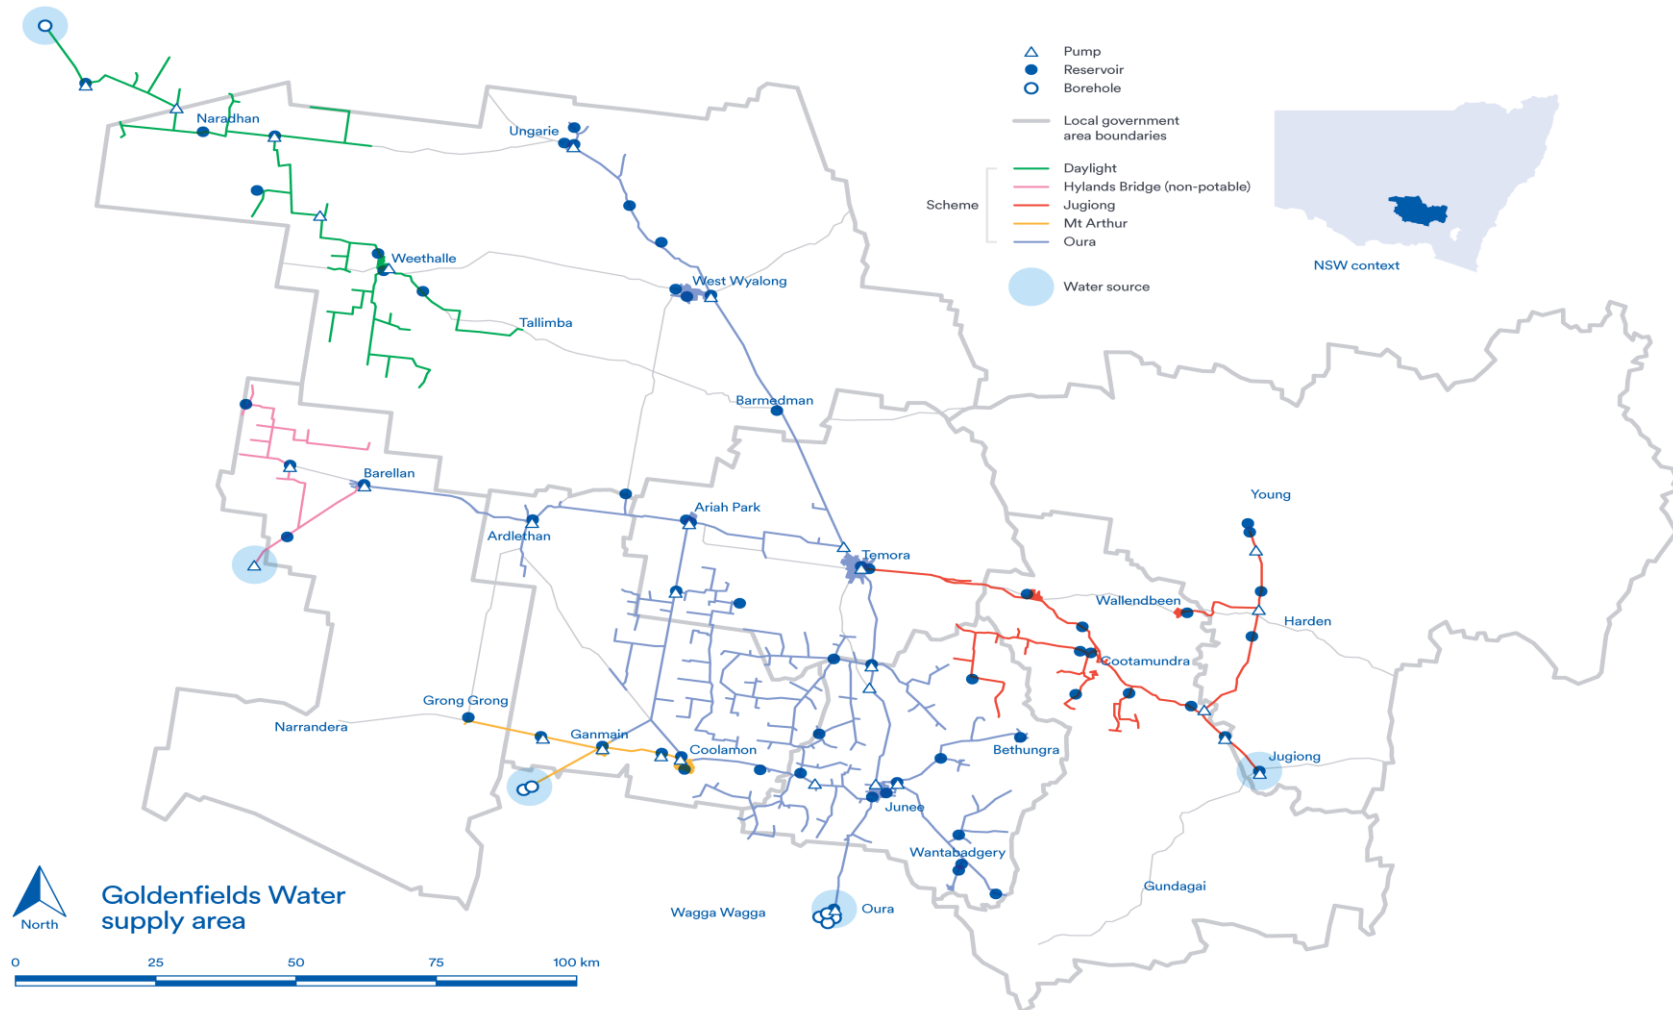 Pump
Reservoir
Borehole
Local government
area boundaries
Scheme
Daylight
Hylands Bridge (non-potable)
Jugiong
Mt Arthur
Oura
Water source
NSW context
Naradhan
Ungarie
Weethalle
West Wyalong
Tallimba
Barmedman
Barellan
Ariah Park
Ardlethan
Temora
Young
Wallendbeen
Harden
Cootamundra
Grong Grong
Narrandera
Ganmain
Coolamon
Bethungra
Jugiong
Junee
Wantabadgery
Gundagai
Wagga Wagga
Oura
North
Goldenfields Water
supply area
0 25 50 75 100 km